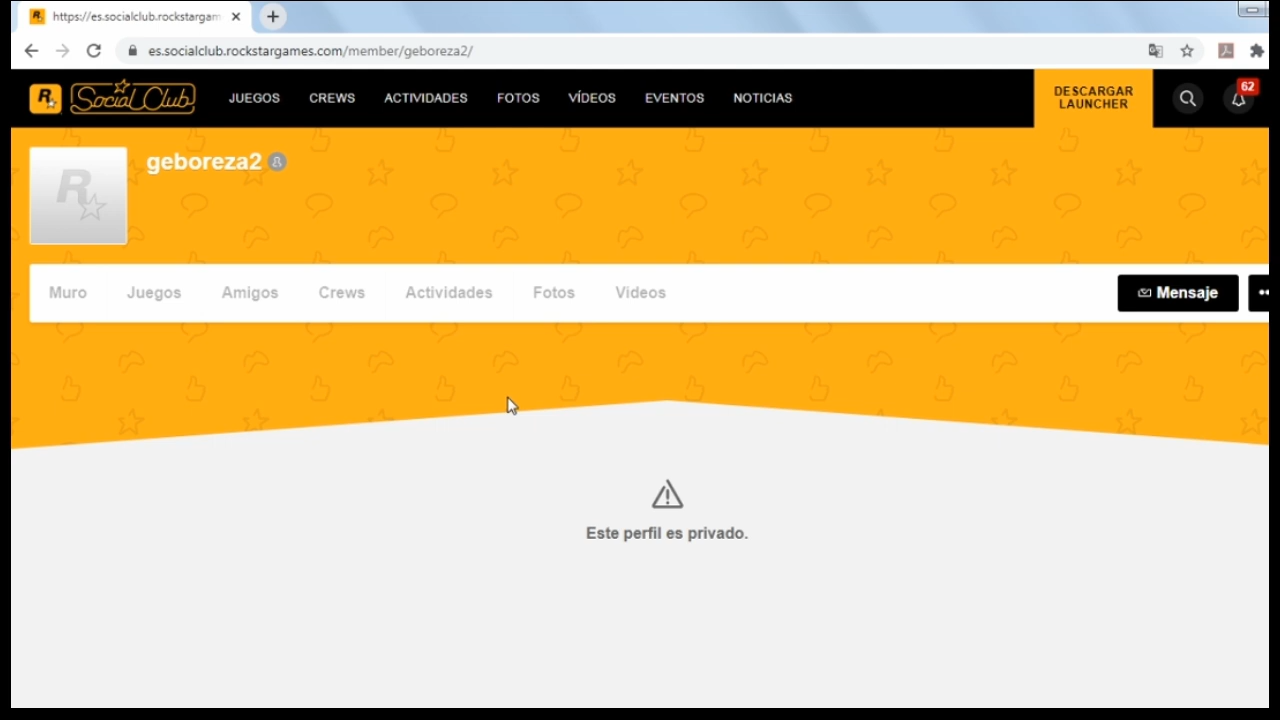 https://es.socialclub.rockstargam
es.socialclub.rockstargames.com/member/geboreza2/
R Social Club JUEGOS CREWS ACTIVIDADES FOTOS VÍDEOS EVENTOS NOTICIAS DESCARGAR LAUNCHER 62
geboreza2
R
Muro Juegos Amigos Crews Actividades Fotos Videos Mensaje
Este perfil es privado.